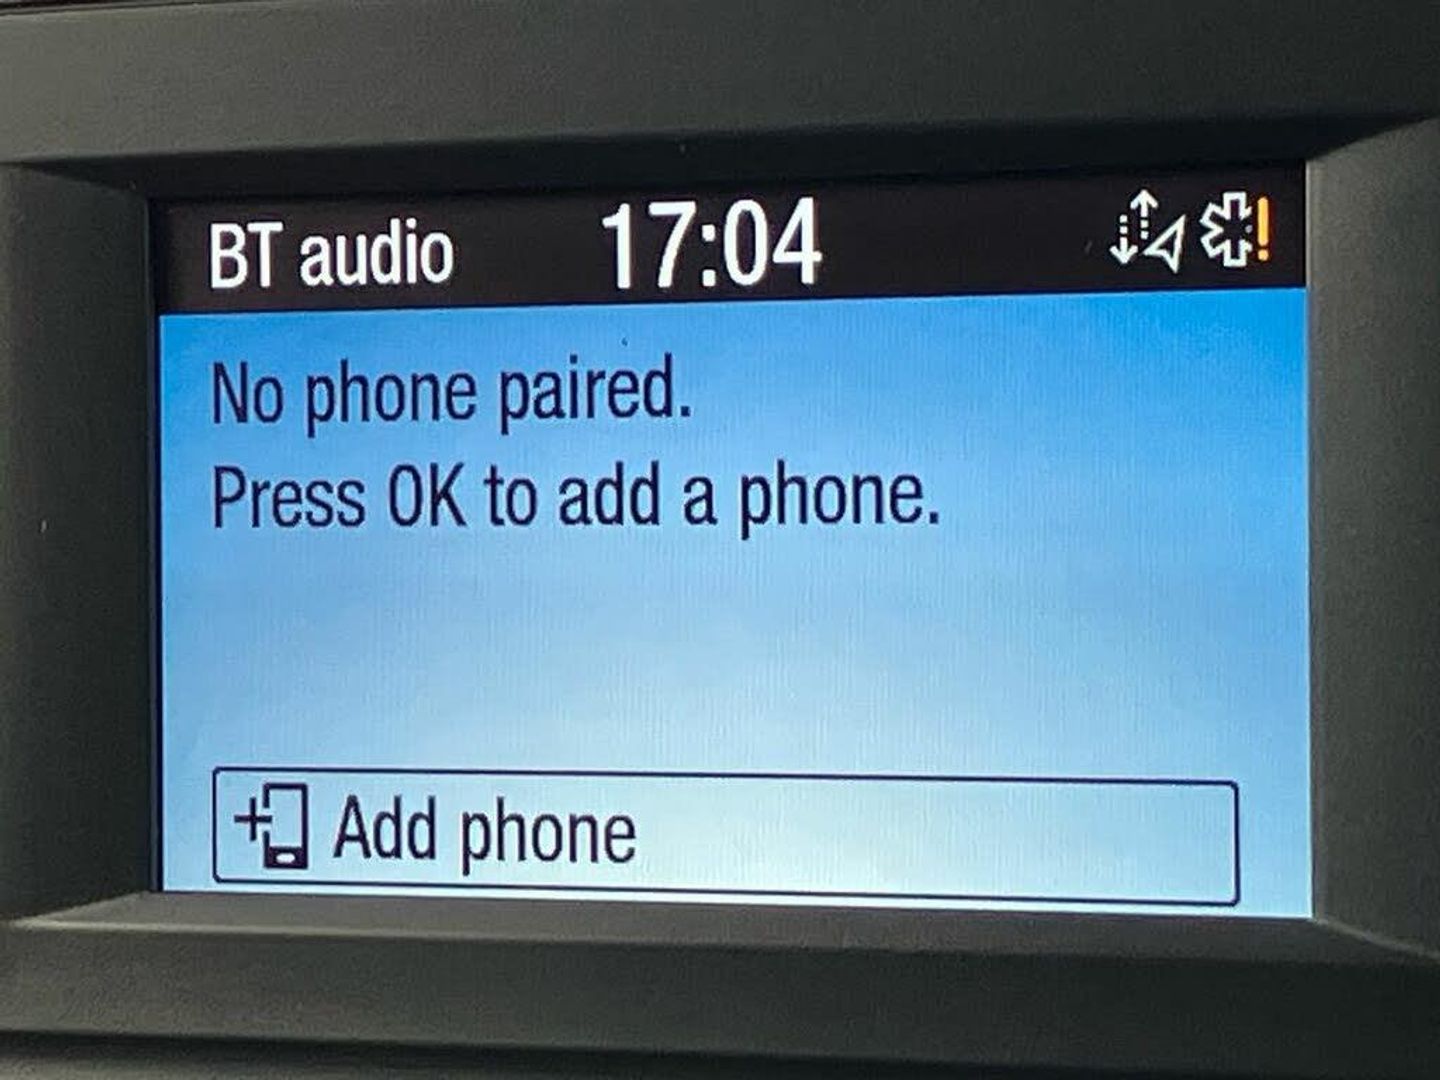 BT audio 17:04
No phone paired.
Press OK to add a phone.
Add phone